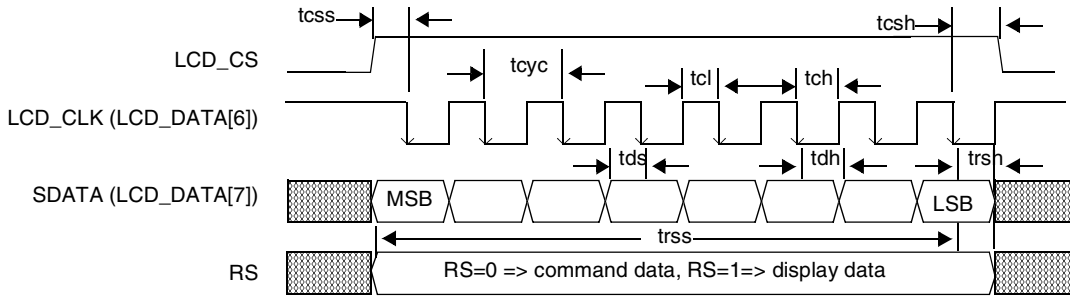 tcss
tcsh
LCD_CS
tcyc
tcl
tch
LCD_CLK (LCD_DATA[6])
tds
tdh
trsh
SDATA (LCD_DATA[7])
MSB
LSB
trss
RS
RS=0 => command data, RS=1=> display data